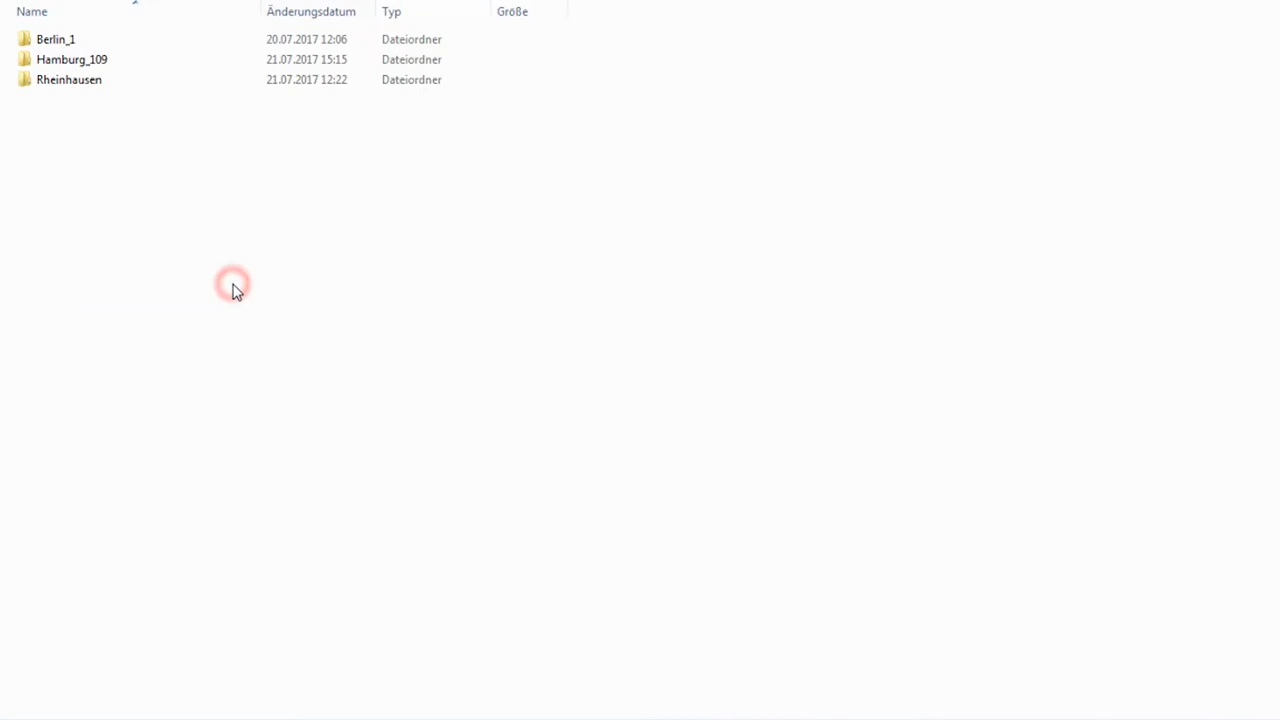 Name Änderungsdatum Typ Größe
Berlin_1 20.07.2017 12:06 Dateiordner
Hamburg_109 21.07.2017 15:15 Dateiordner
Rheinhausen 21.07.2017 12:22 Dateiordner